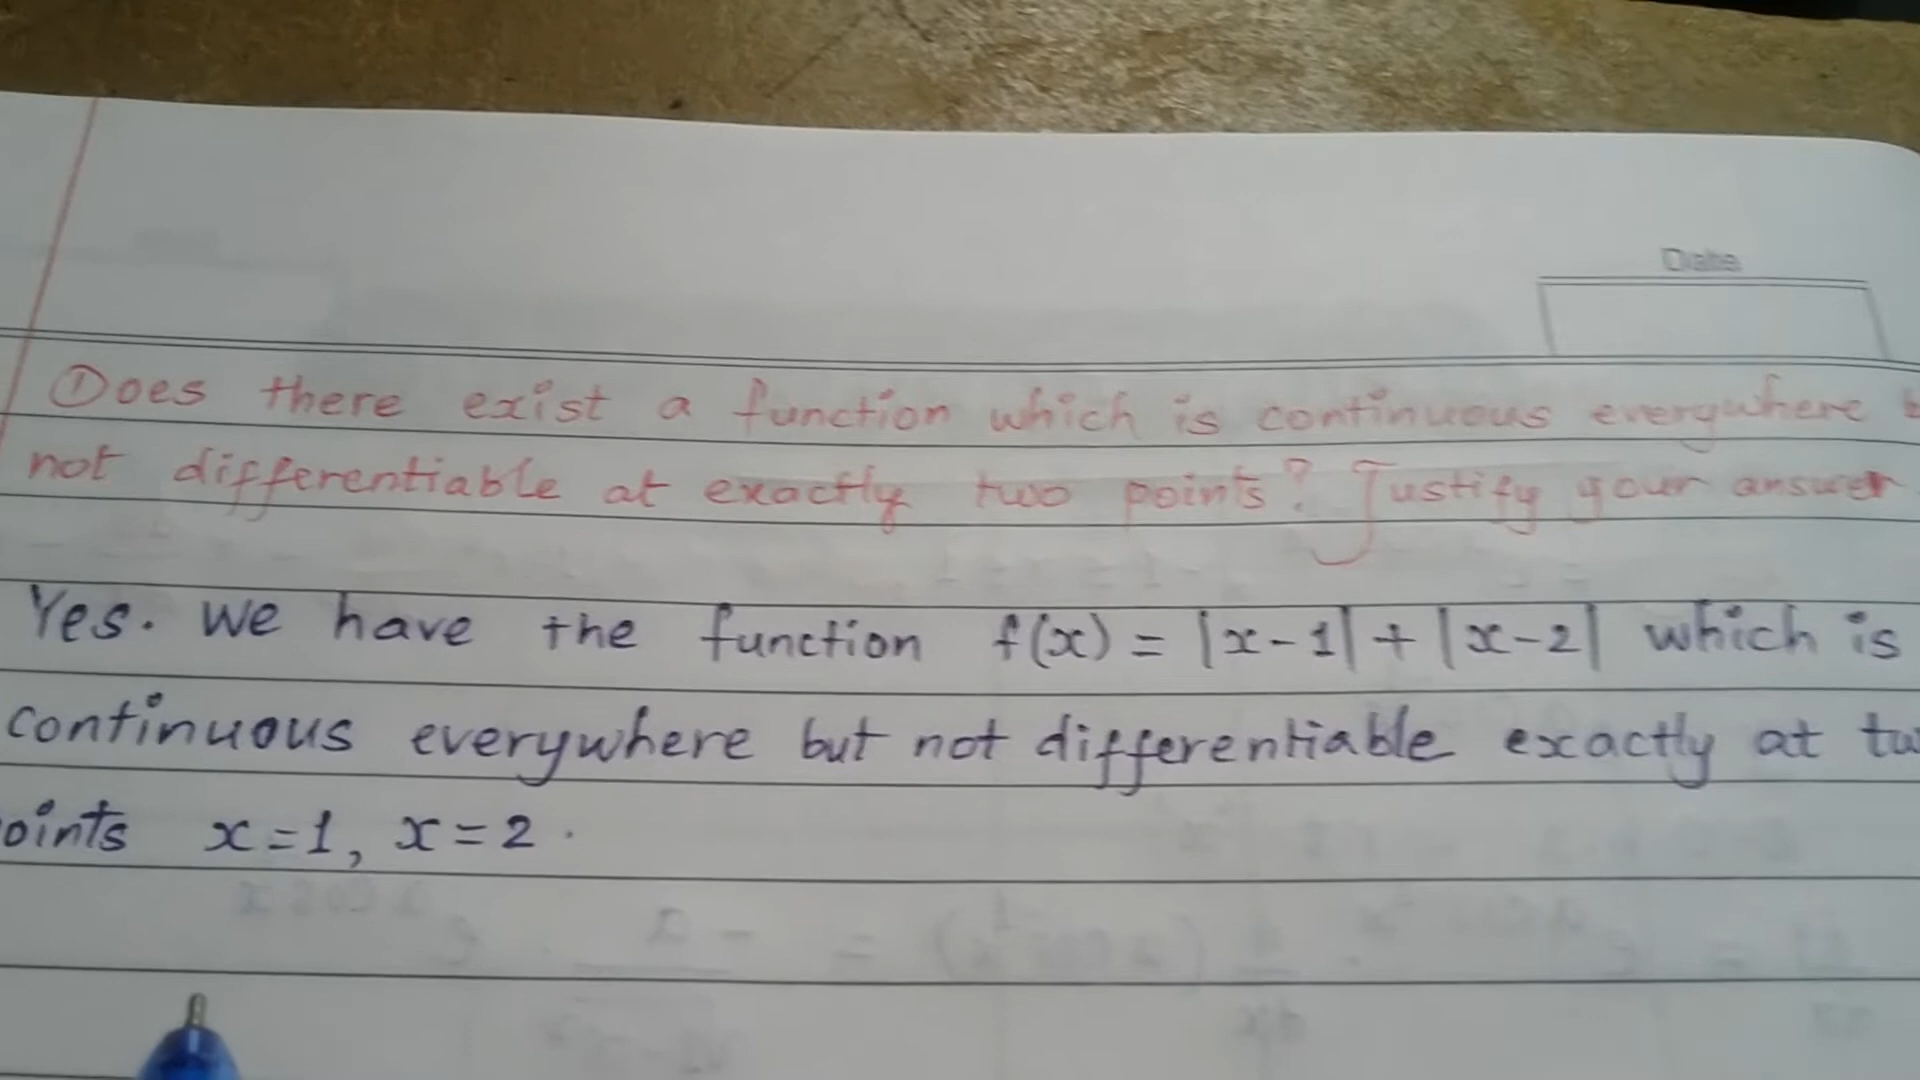 Date
① Does there exist a function which is continuous everywhere
not differentiable at exactly two points? Justify your answer
Yes. We have the function f(x) = |x-1| + |x-2| which is
continuous everywhere but not differentiable exactly at
oints x=1, x=2.